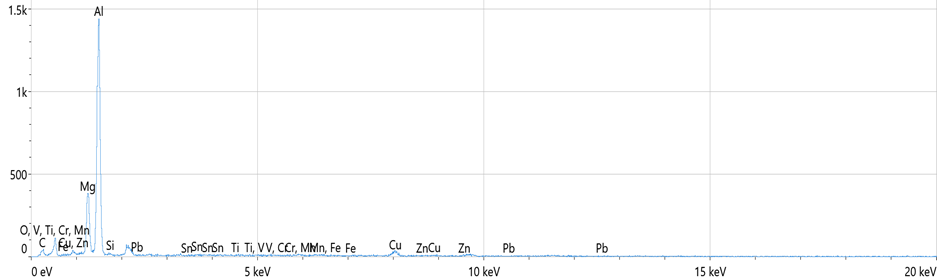 1.5k
Al
1k
500
Mg
O, V, Ti, Cr, Mn
C
Cu, Zn
Fe
Si
Pb
Sn
Sn
Sn
Sn
Ti
Ti, V
V, Cr
Cr, Mn
Mn, Fe
Fe
Cu
Zn
Cu
Zn
Pb
Pb
0
0 eV
5 keV
10 keV
15 keV
20 keV